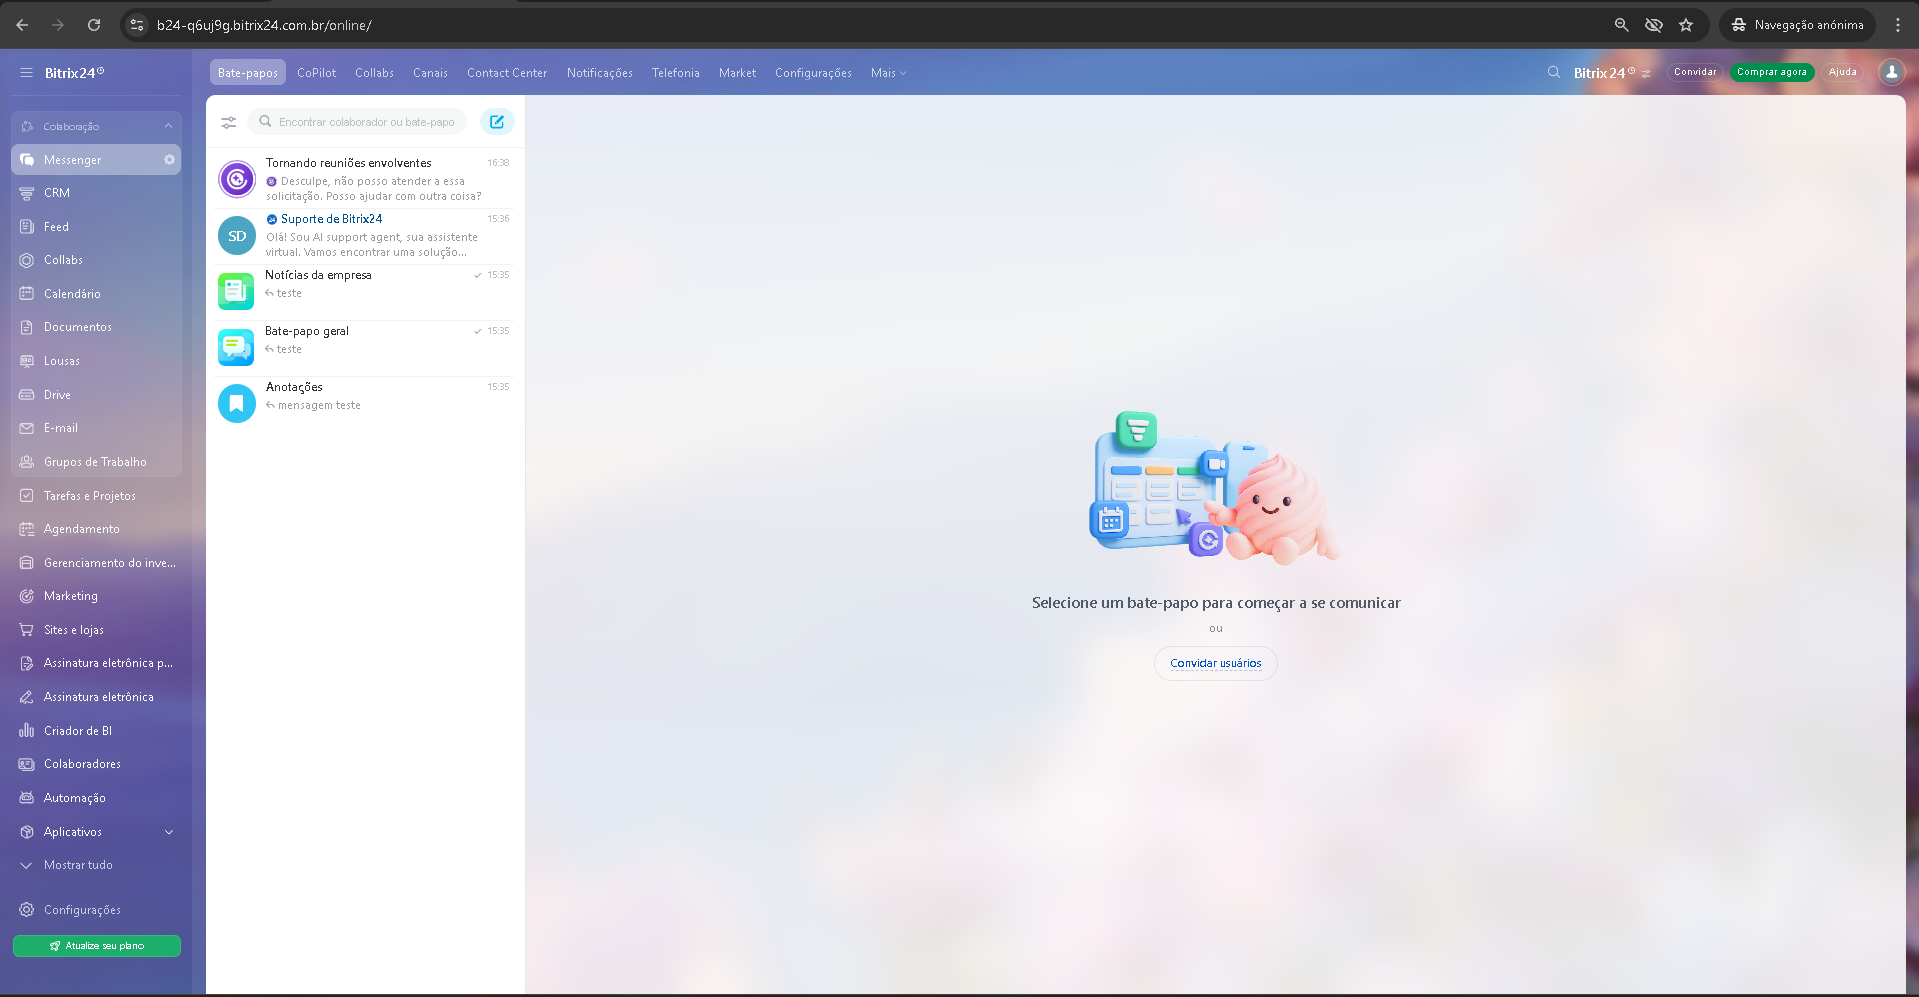 b24-q6uj9g.bitrix24.com.br/online/
Navegação anónima
Bitrix24
Bate-papos
CoPilot
Collabs
Canais
Contact Center
Notificações
Telefonia
Market
Configurações
Mais
Bitrix24
Convidar
Comprar agora
Ajuda
Colaboração
Messenger
CRM
Feed
Collabs
Calendário
Documentos
Lousas
Drive
E-mail
Grupos de Trabalho
Tarefas e Projetos
Agendamento
Gerenciamento do inve...
Marketing
Sites e lojas
Assinatura eletrônica p...
Assinatura eletrônica
Criador de BI
Colaboradores
Automação
Aplicativos
Mostrar tudo
Configurações
Atualize seu plano
Encontrar colaborador ou bate-papo
Tornando reuniões envolventes 16:38
Desculpe, não posso atender a essa
solicitação. Posso ajudar com outra coisa?
SD
24 Suporte de Bitrix24 15:36
Olá! Sou AI support agent, sua assistente
virtual. Vamos encontrar uma solução...
Notícias da empresa 15:35
teste
Bate-papo geral 15:35
teste
Anotações 15:35
mensagem teste
Selecione um bate-papo para começar a se comunicar
ou
Convidar usuários